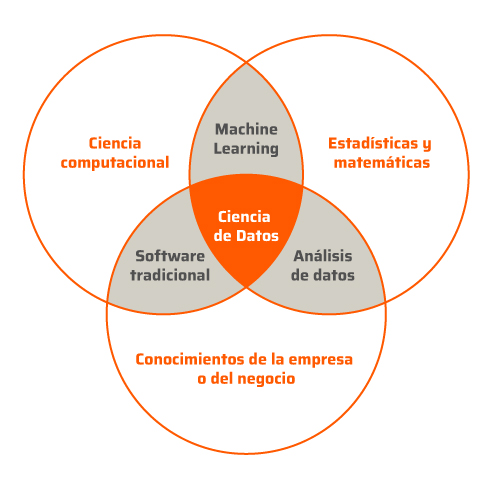 Machine
Learning
Ciencia
computacional
Estadísticas y
matemáticas
Ciencia
de Datos
Software
tradicional
Análisis
de datos
Conocimientos de la empresa
o del negocio